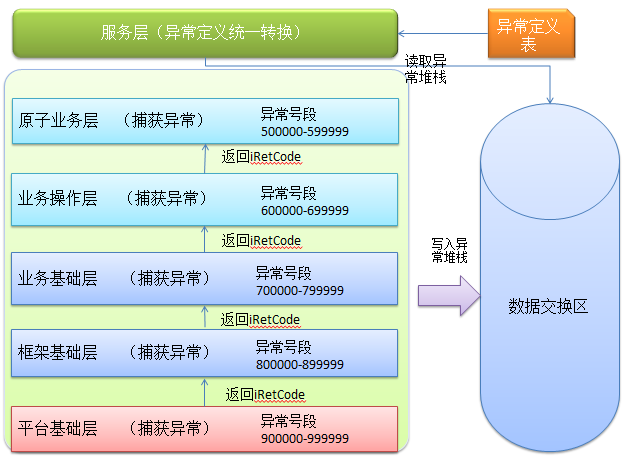 服务层（异常定义统一转换）
异常定义
表
读取异
常堆栈
原子业务层 （捕获异常）
异常号段
500000-599999
返回iRetCode
业务操作层 （捕获异常）
异常号段
600000-699999
返回iRetCode
业务基础层 （捕获异常）
异常号段
700000-799999
返回iRetCode
框架基础层 （捕获异常）
异常号段
800000-899999
返回iRetCode
平台基础层 （捕获异常）
异常号段
900000-999999
写入异
常堆栈
数据交换区